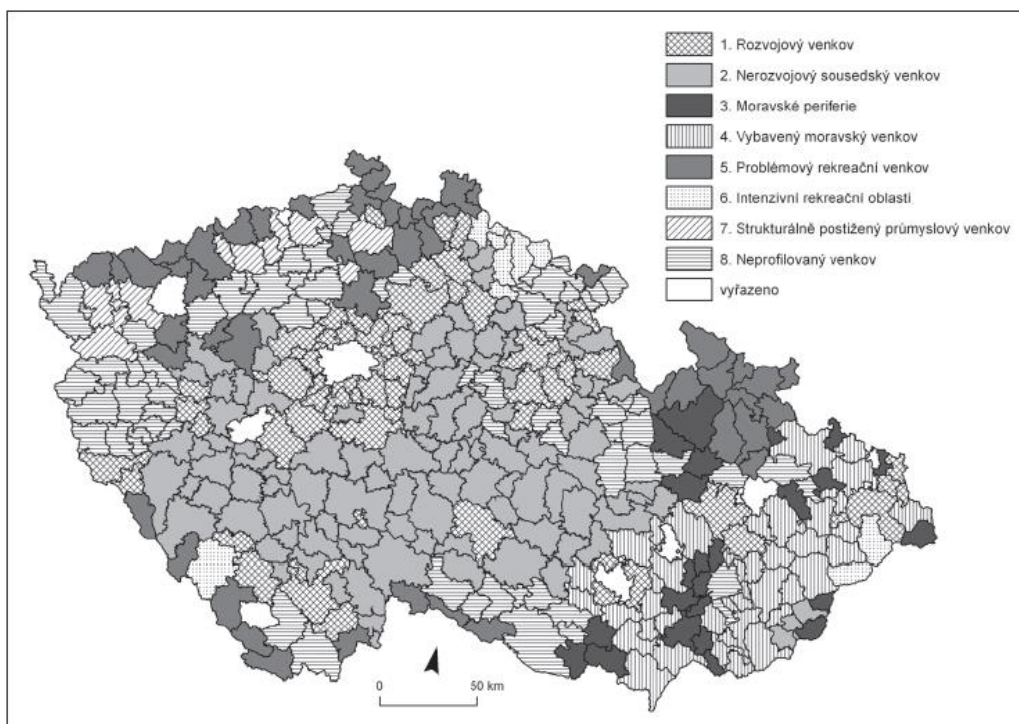 1. Rozvojový venkov
2. Nerozvojový sousedský venkov
3. Moravské periferie
4. Vybavený moravský venkov
5. Problémový rekreační venkov
6. Intenzivní rekreační oblasti
7. Strukturálně postižený průmyslový venkov
8. Neprofilovaný venkov
vyřazeno
0 50 km